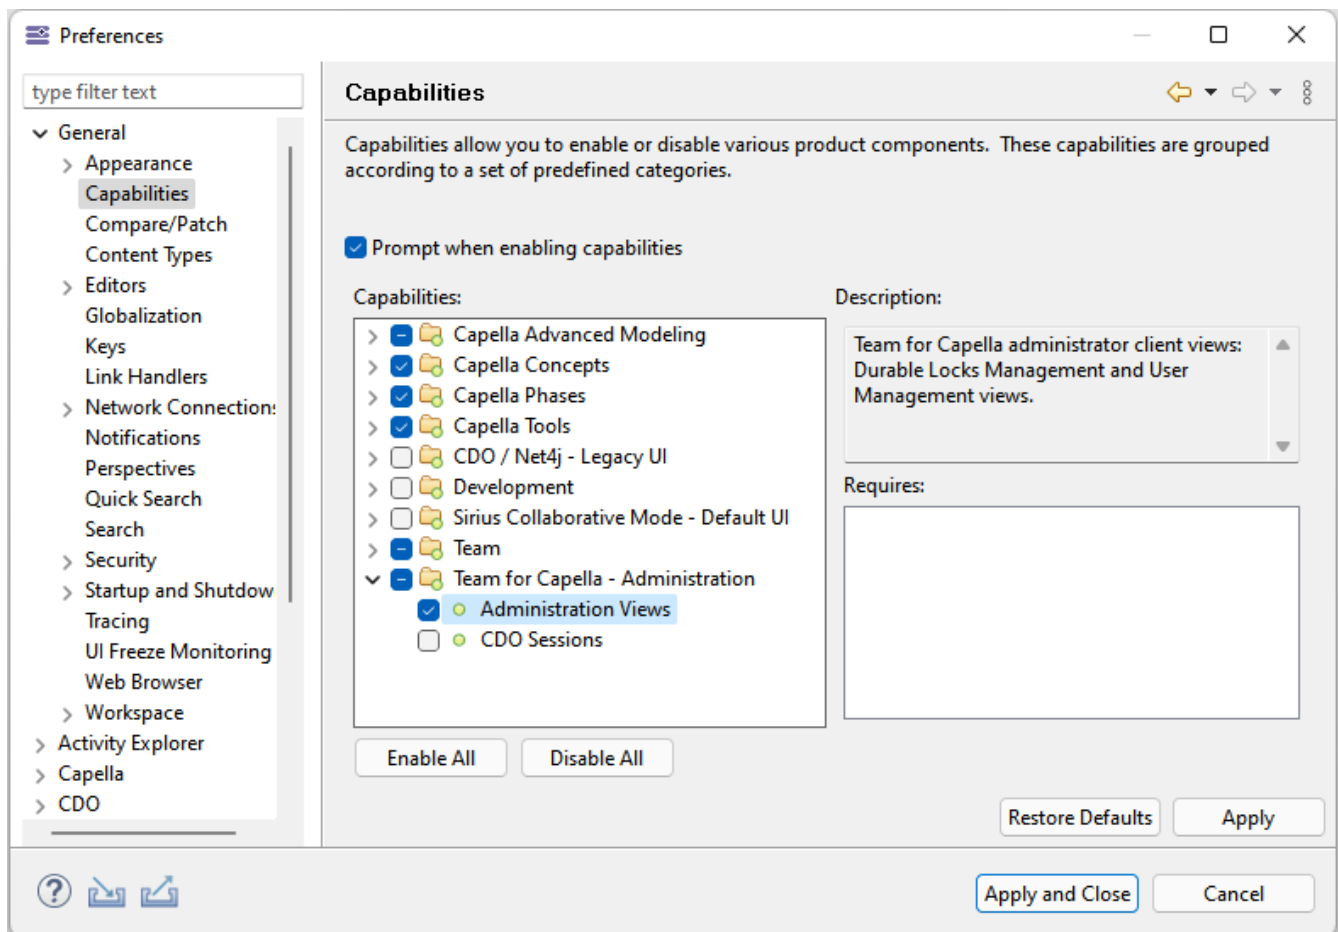 Preferences
type filter text
General
Appearance
Capabilities
Compare/Patch
Content Types
Editors
Globalization
Keys
Link Handlers
Network Connection:
Notifications
Perspectives
Quick Search
Search
Security
Startup and Shutdow
Tracing
UI Freeze Monitoring
Web Browser
Workspace
Activity Explorer
Capella
CDO
Capabilities
Capabilities allow you to enable or disable various product components.  These capabilities are grouped
according to a set of predefined categories.
Prompt when enabling capabilities
Capabilities:
Capella Advanced Modeling
Capella Concepts
Capella Phases
Capella Tools
CDO / Net4j - Legacy UI
Development
Sirius Collaborative Mode - Default UI
Team
Team for Capella - Administration
Administration Views
CDO Sessions
Enable All
Disable All
Description:
Team for Capella administrator client views:
Durable Locks Management and User
Management views.
Requires:
Restore Defaults
Apply
Apply and Close
Cancel